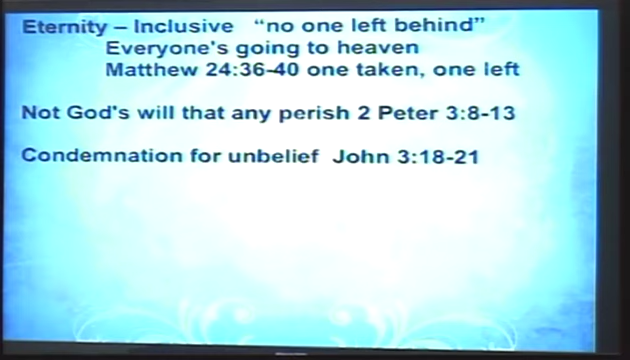 Eternity – Inclusive “no one left behind”
Everyone's going to heaven
Matthew 24:36-40 one taken, one left
Not God's will that any perish 2 Peter 3:8-13
Condemnation for unbelief John 3:18-21